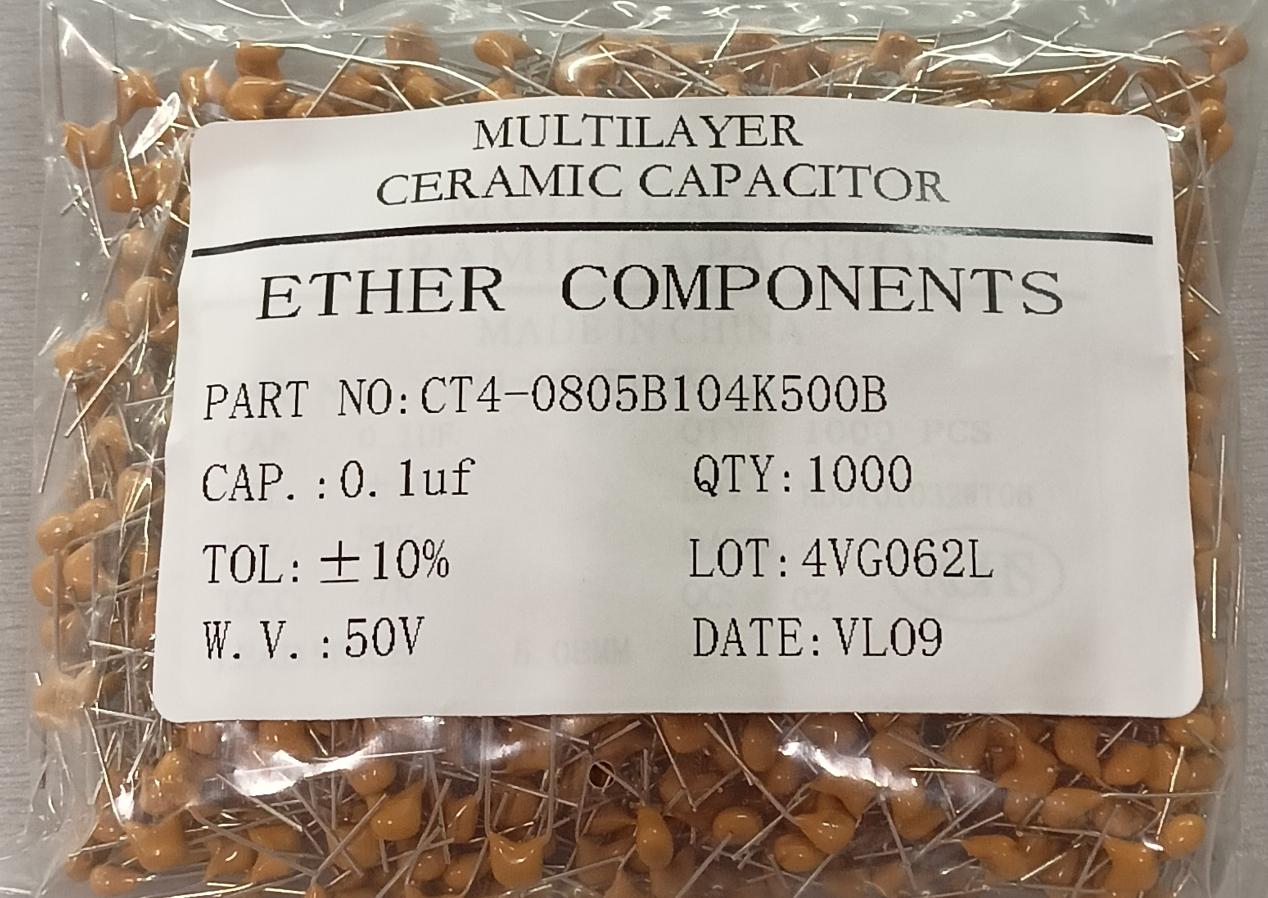 MULTILAYER
CERAMIC CAPACITOR
ETHER COMPONENTS
PART NO:CT4-0805B104K500B
CAP.:0.1uf QTY:1000
TOL:±10% LOT:4VG062L
W.V.:50V DATE:VL09